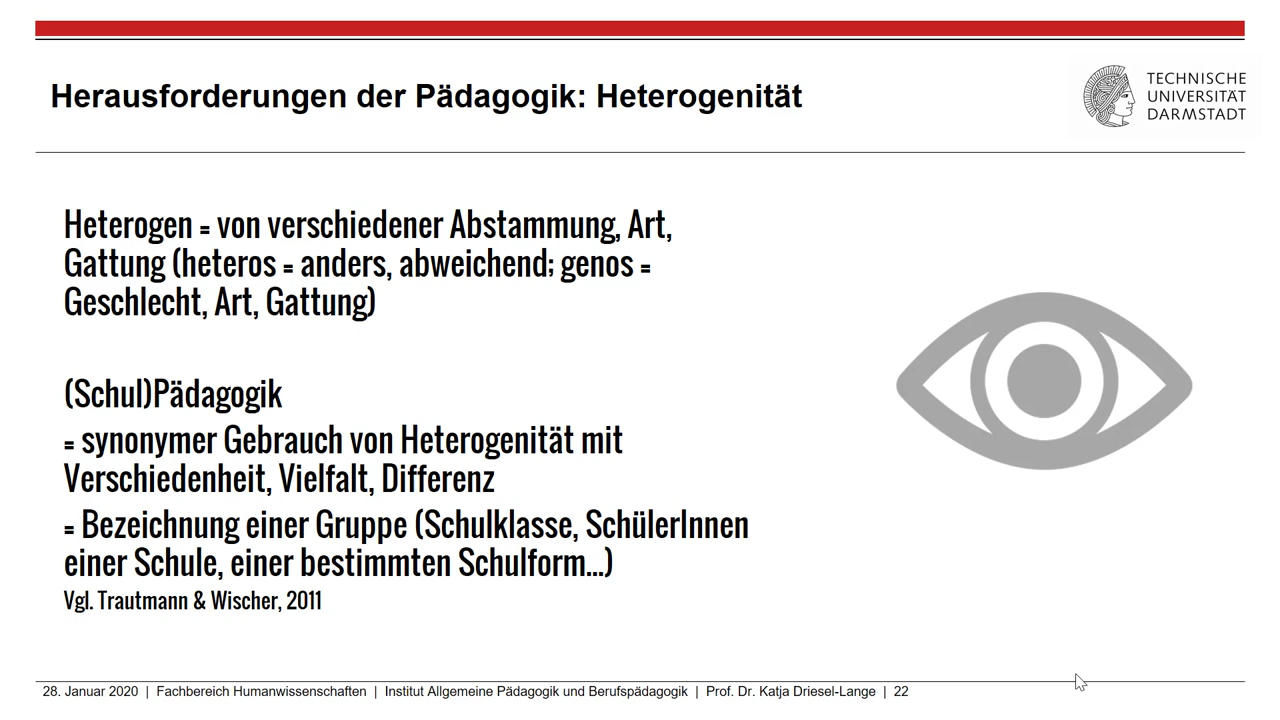 Herausforderungen der Pädagogik: Heterogenität
TECHNISCHE
UNIVERSITÄT
DARMSTADT
Heterogen = von verschiedener Abstammung, Art,
Gattung (heteros = anders, abweichend; genos =
Geschlecht, Art, Gattung)
(Schul)Pädagogik
= synonymer Gebrauch von Heterogenität mit
Verschiedenheit, Vielfalt, Differenz
= Bezeichnung einer Gruppe (Schulklasse, SchülerInnen
einer Schule, einer bestimmten Schulform...)
Vgl. Trautmann & Wischer, 2011
28. Januar 2020 | Fachbereich Humanwissenschaften | Institut Allgemeine Pädagogik und Berufspädagogik | Prof. Dr. Katja Driesel-Lange | 22